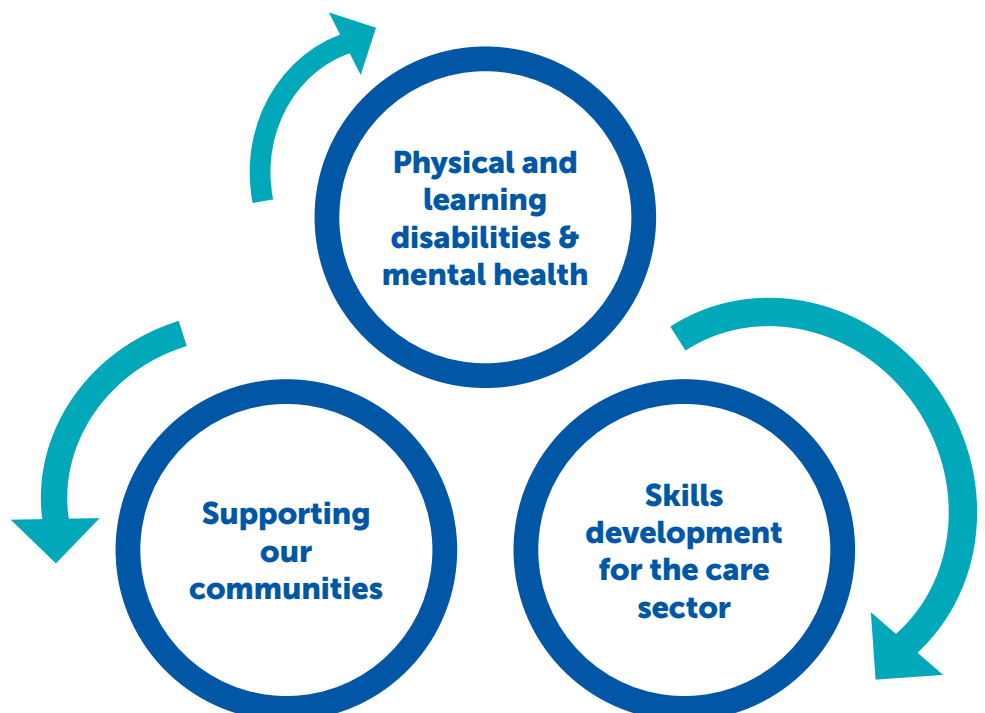 Physical and
learning
disabilities &
mental health
Supporting
our
communities
Skills
development
for the care
sector